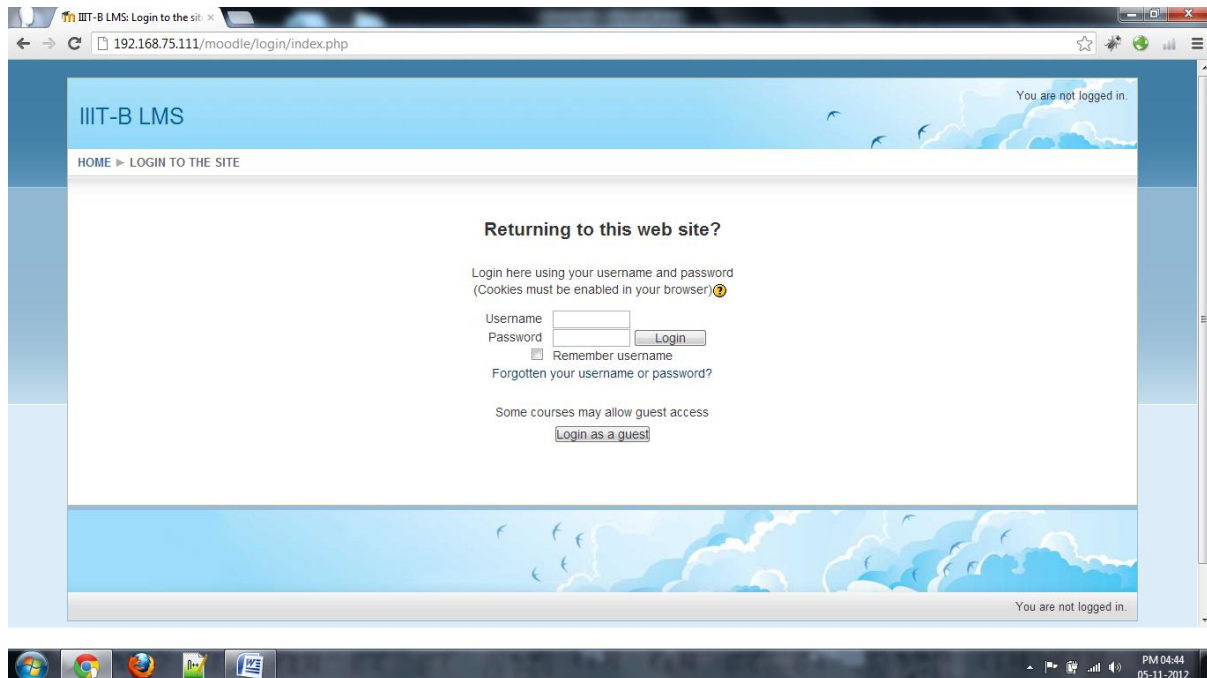 IIIT-B LMS: Login to the sit
192.168.75.111/moodle/login/index.php
You are not logged in.
IIIT-B LMS
HOME ► LOGIN TO THE SITE
Returning to this web site?
Login here using your username and password
(Cookies must be enabled in your browser)
Username
Password Login
Remember username
Forgotten your username or password?
Some courses may allow guest access
Login as a guest
You are not logged in.
PM 04:44
05-11-2012